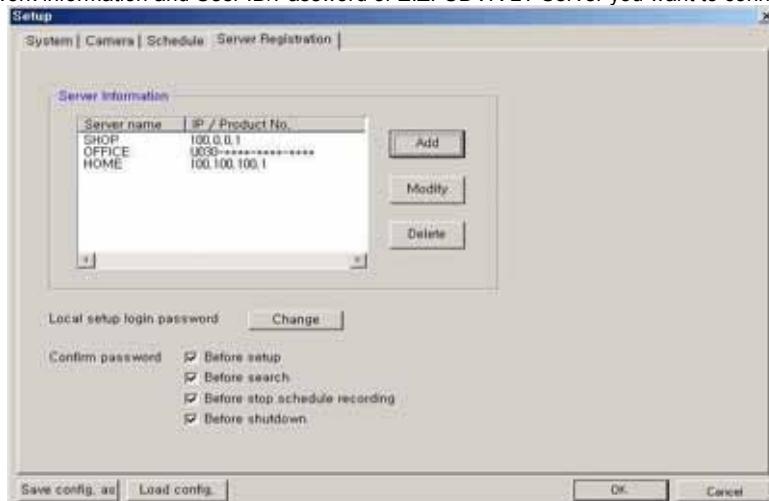 Setup
System | Camera | Schedule Server Registration |
Server Information
Server name IP / Product No.
SHOP 100.0.0.1
OFFICE U030-****-****-****
HOME 100.100.100.1
Add
Modify
Delete
Local setup login password Change
Confirm password Before setup
Before search
Before stop schedule recording
Before shutdown
Save config. as Load config. OK Cancel